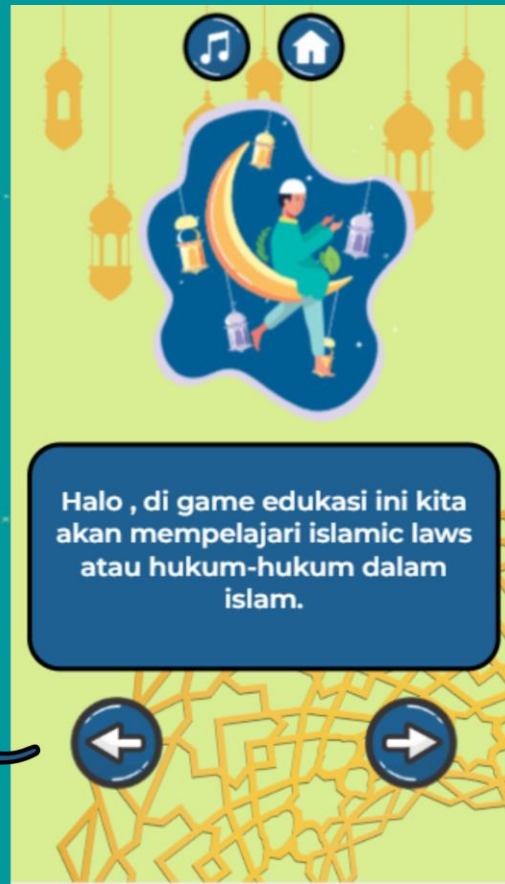 Halo , di game edukasi ini kita
akan mempelajari islamic laws
atau hukum-hukum dalam
islam.